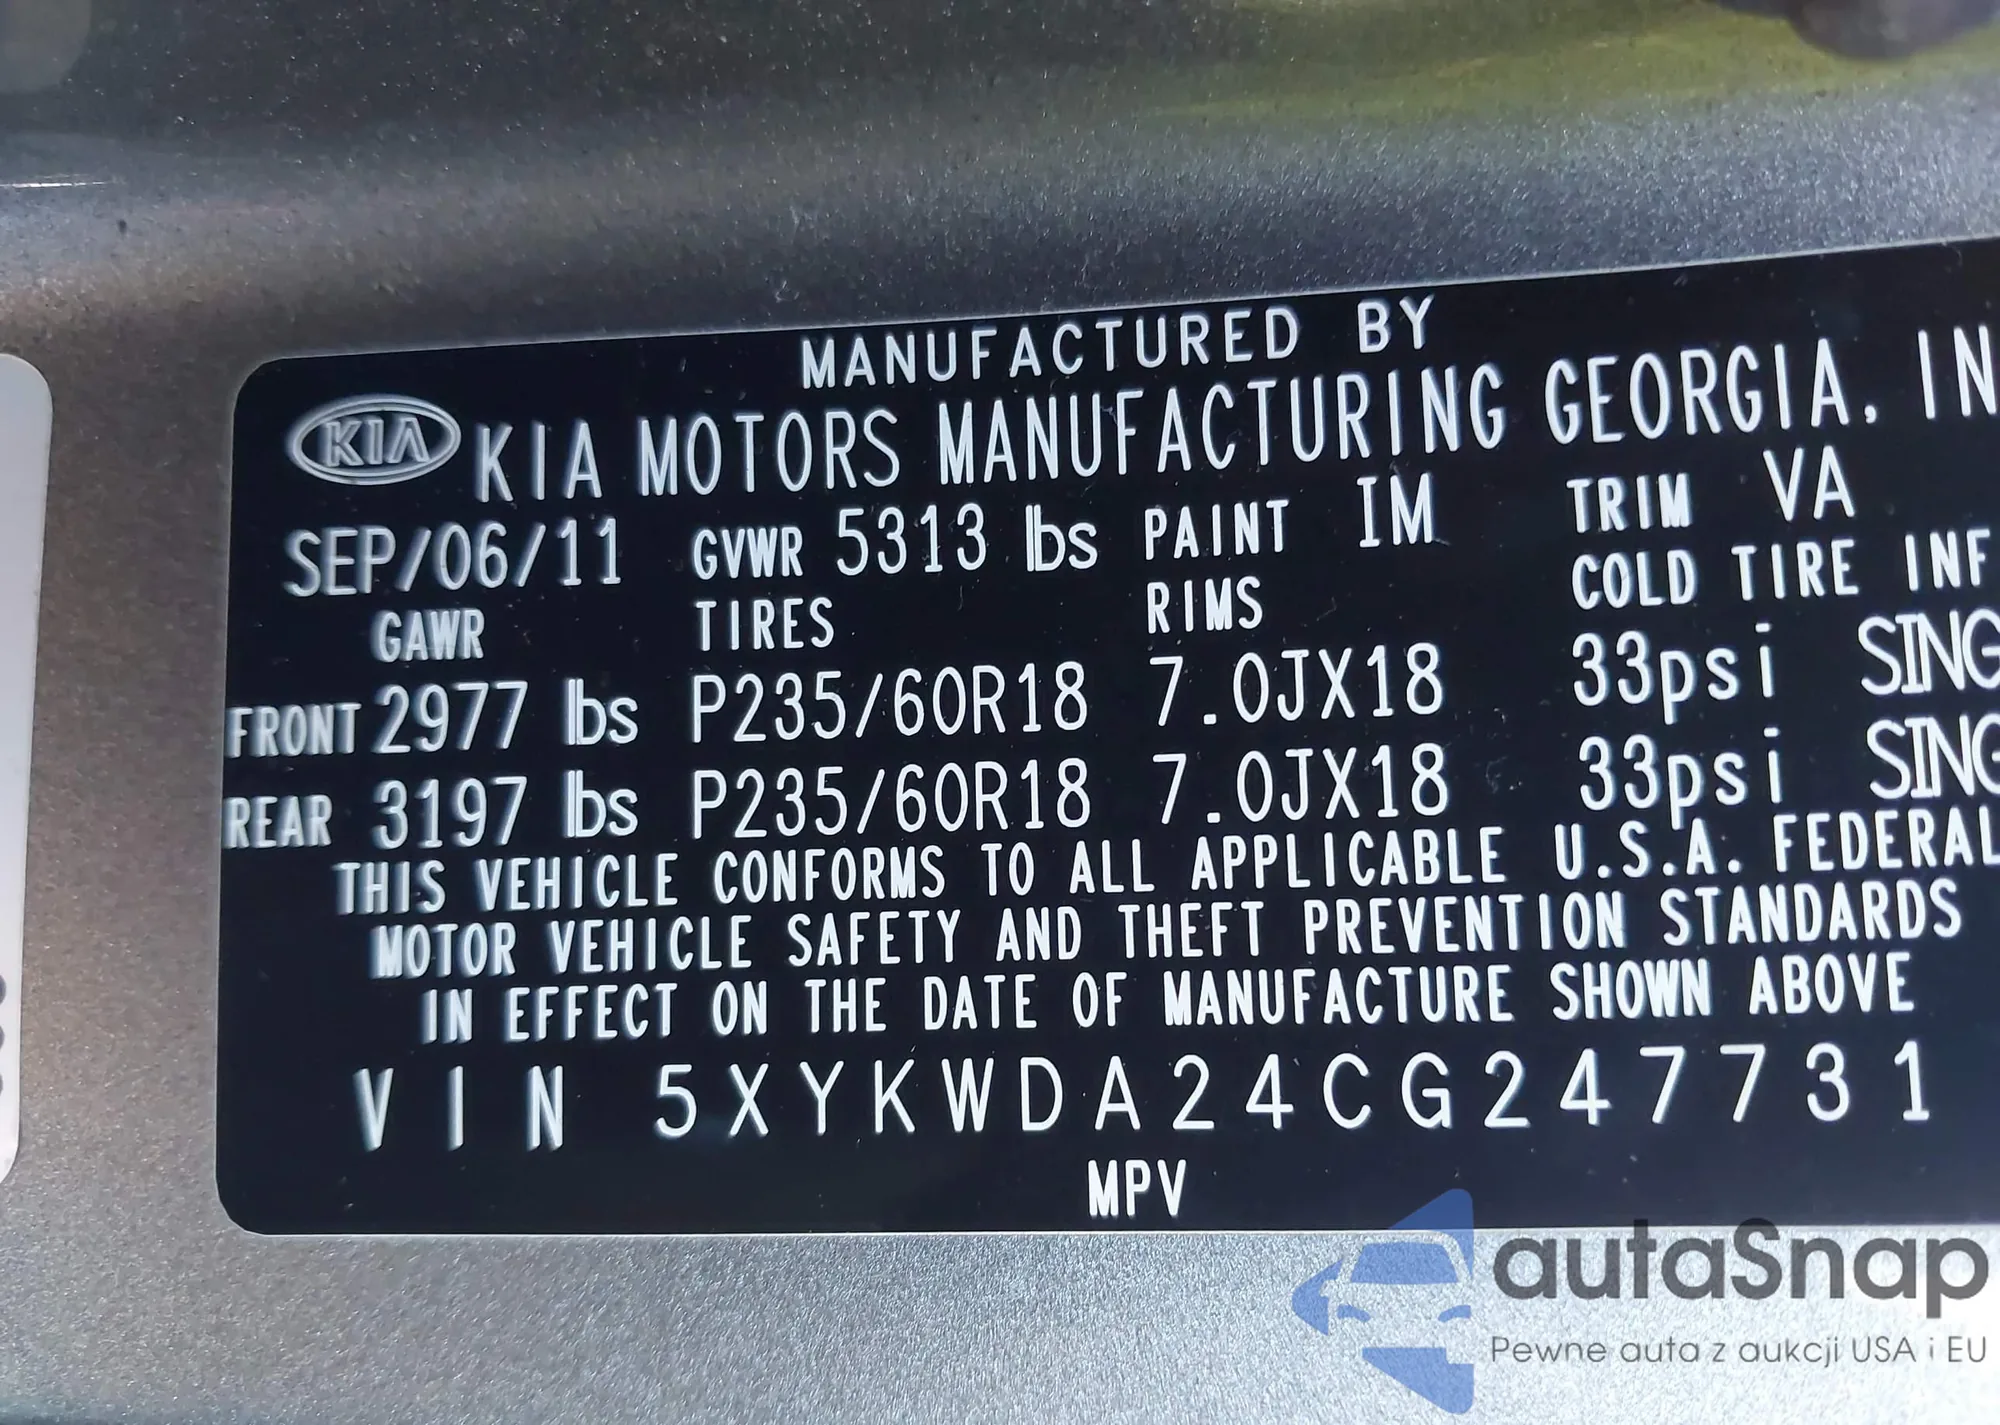 MANUFACTURED BY
KIA KIA MOTORS MANUFACTURING GEORGIA, IN
SEP/06/11 GVWR 5313 lbs PAINT IM TRIM VA
GAWR TIRES RIMS COLD TIRE INF
FRONT 2977 lbs P235/60R18 7.0JX18 33psi SING
REAR 3197 lbs P235/60R18 7.0JX18 33psi SING
THIS VEHICLE CONFORMS TO ALL APPLICABLE U.S.A. FEDERAL
MOTOR VEHICLE SAFETY AND THEFT PREVENTION STANDARDS
IN EFFECT ON THE DATE OF MANUFACTURE SHOWN ABOVE
VIN 5XYKWDA24CG247731
MPV
autaSnap
Pewne auta z aukcji USA i EU